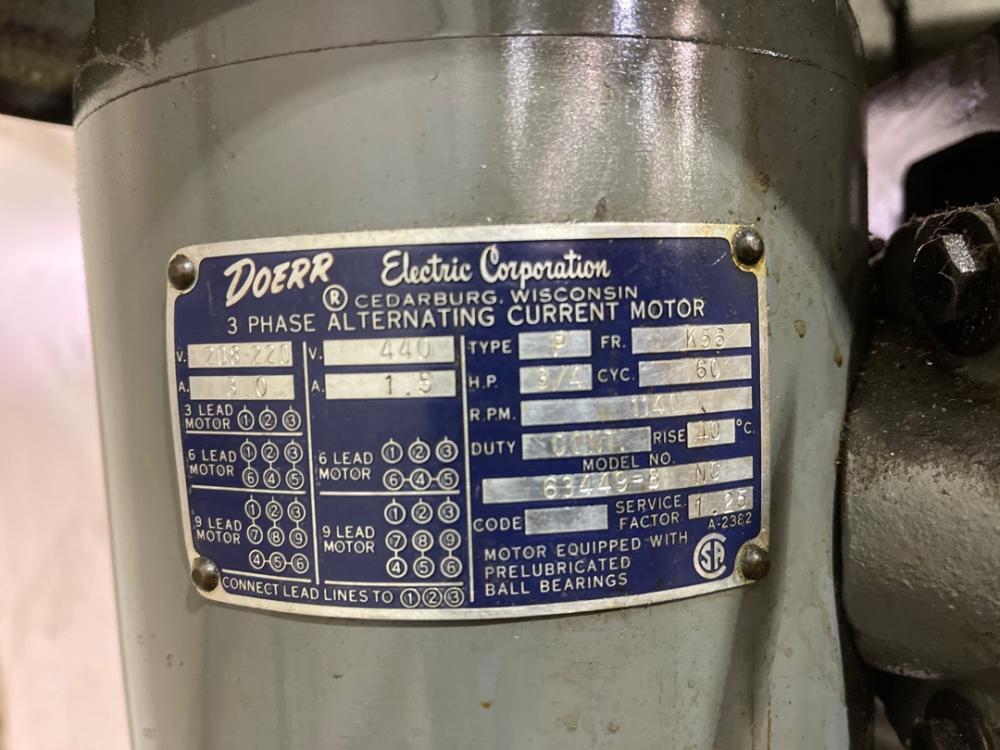 DOERR Electric Corporation
® CEDARBURG. WISCONSIN
3 PHASE ALTERNATING CURRENT MOTOR
V. 208-220 V. 440 TYPE P FR. K56
A. 3.0 A. 1.5 H.P. 3/4 CYC. 60
3 LEAD MOTOR ① ② ③
R.P.M.
6 LEAD MOTOR ① ② ③
⑥ ④ ⑤
6 LEAD MOTOR ① ② ③
⑥ ④ ⑤
DUTY CONT. RISE 40 °C.
MODEL NO.
63449-B NC
9 LEAD MOTOR ① ② ③
⑦ ⑧ ⑨
④-⑤-⑥
9 LEAD MOTOR ① ② ③
⑦ ⑧ ⑨
④ ⑤ ⑥
CODE SERVICE FACTOR 1.25
A-2382
MOTOR EQUIPPED WITH
PRELUBRICATED
BALL BEARINGS
CSA
CONNECT LEAD LINES TO ① ② ③